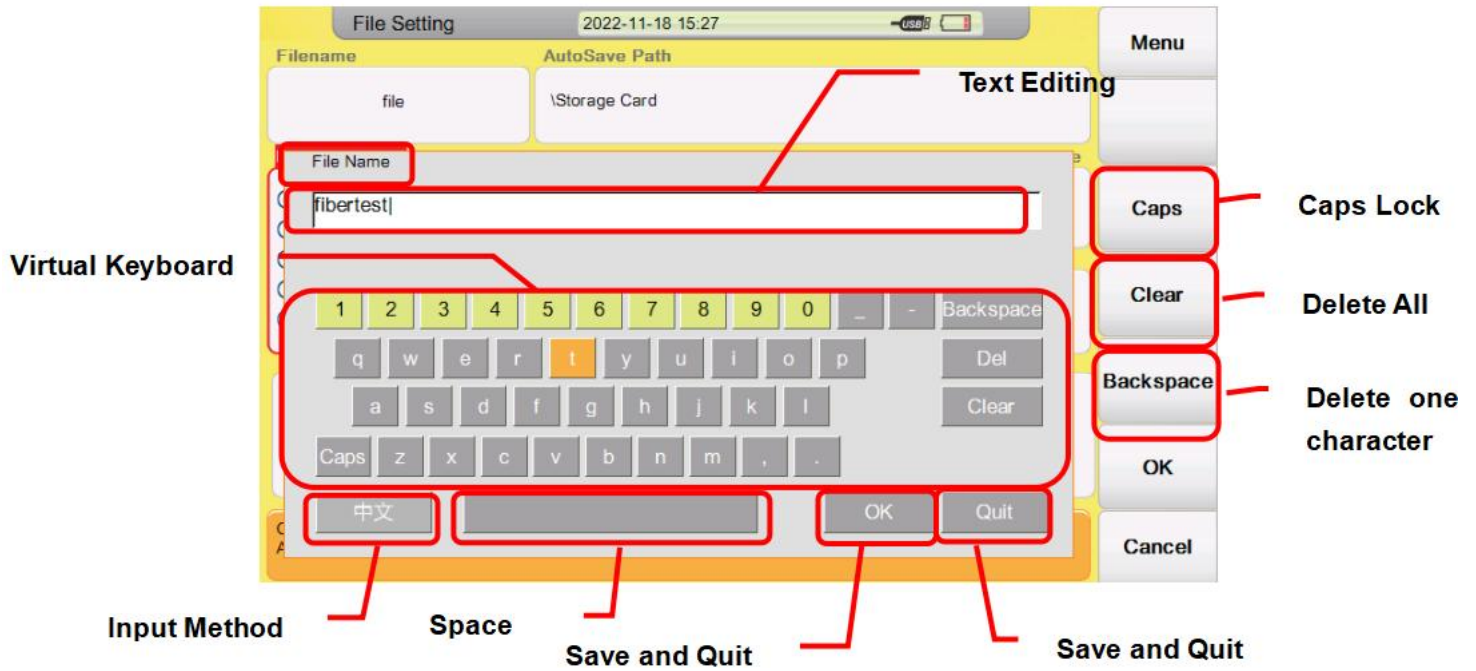 File Setting 2022-11-18 15:27 USB
Menu
Filename AutoSave Path
file \Storage Card
Text Editing
File Name
fibertest
Caps
Caps Lock
Virtual Keyboard
Clear
Delete All
1 2 3 4 5 6 7 8 9 0 _ - Backspace
q w e r t y u i o p Del
a s d f g h j k l Clear
Caps z x c v b n m , .
Backspace
Delete one
character
OK
中文 OK Quit
Cancel
Input Method
Space
Save and Quit
Save and Quit